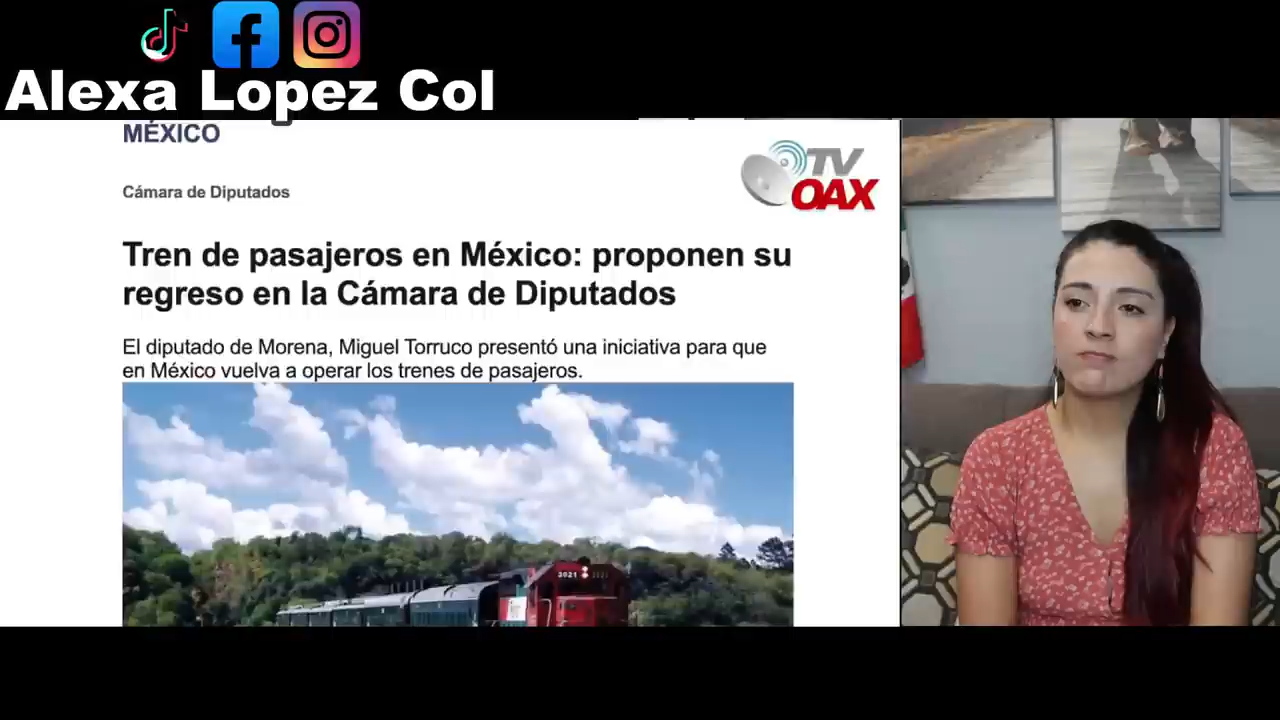 Alexa Lopez Col
MÉXICO
TV
OAX
Cámara de Diputados
Tren de pasajeros en México: proponen su
regreso en la Cámara de Diputados
El diputado de Morena, Miguel Torruco presentó una iniciativa para que
en México vuelva a operar los trenes de pasajeros.
3021